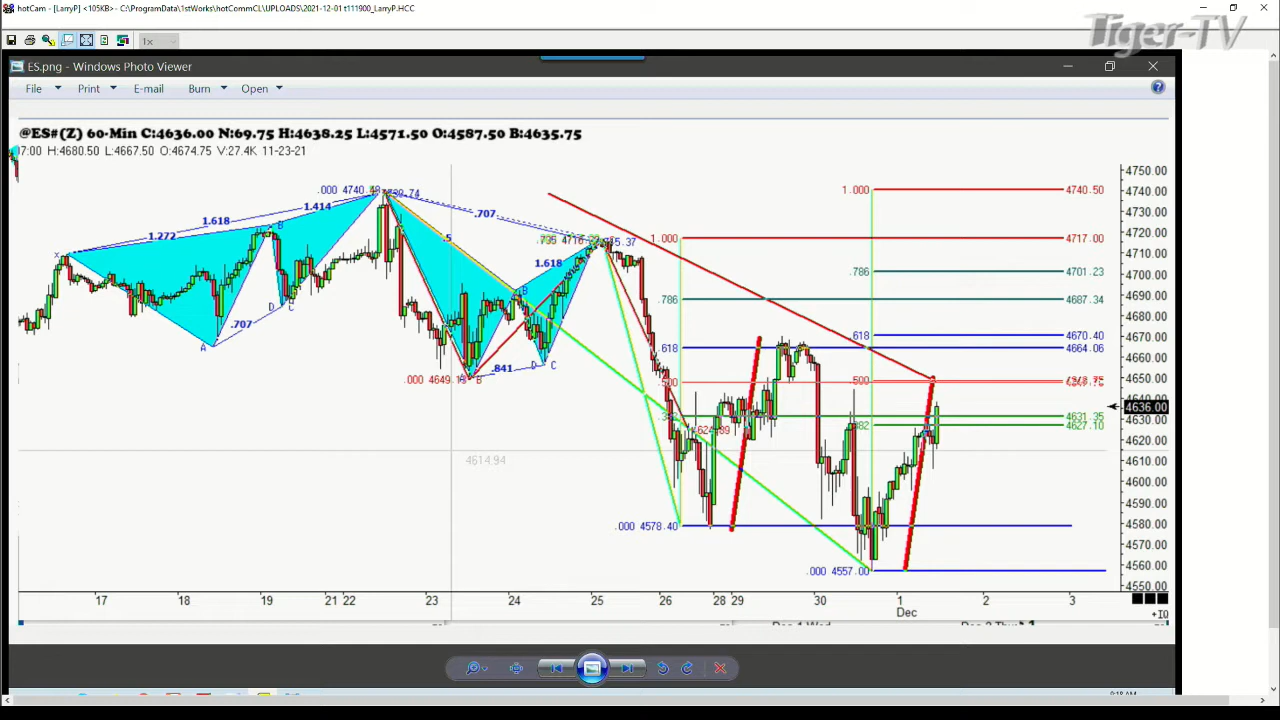 hotCam - [LarryP] <105KB>- C:\ProgramData\1stWorks\hotCommCL\UPLOADS\2021-12-01 t111900_LarryP.HCC
Tiger-TV
1x
ES.png - Windows Photo Viewer
File Print E-mail Burn Open
@ES#(Z) 60-Min C:4636.00 N:69.75 H:4638.25 L:4571.50 O:4587.50 B:4635.75
07:00 H:4680.50 L:4667.50 O:4674.75 V:27.4K 11-23-21
4750.00
.000 4740.48
1.000 4740.50 4740.00
1.414
.707
4730.00
1.618
1.272
X B
1.000 4717.00 4720.00
.5
4710.00
1.618
.786 4701.23 4700.00
B
.786 4687.34 4690.00
D C
4680.00
.707
.618 4670.40 4670.00
A
.618 4664.06
4660.00
D C
.841
.000 4649.
B
.500 .500
4650.00
4640.00
4636.00
.382 4631.35 4630.00
.382 4627.10
4620.00
4614.94
4610.00
4600.00
4590.00
.000 4578.40 4580.00
4570.00
.000 4557.00 4560.00
4550.00
17 18 19 21 22 23 24 25 26 28 29 30 1 2 3
Dec
+IQ